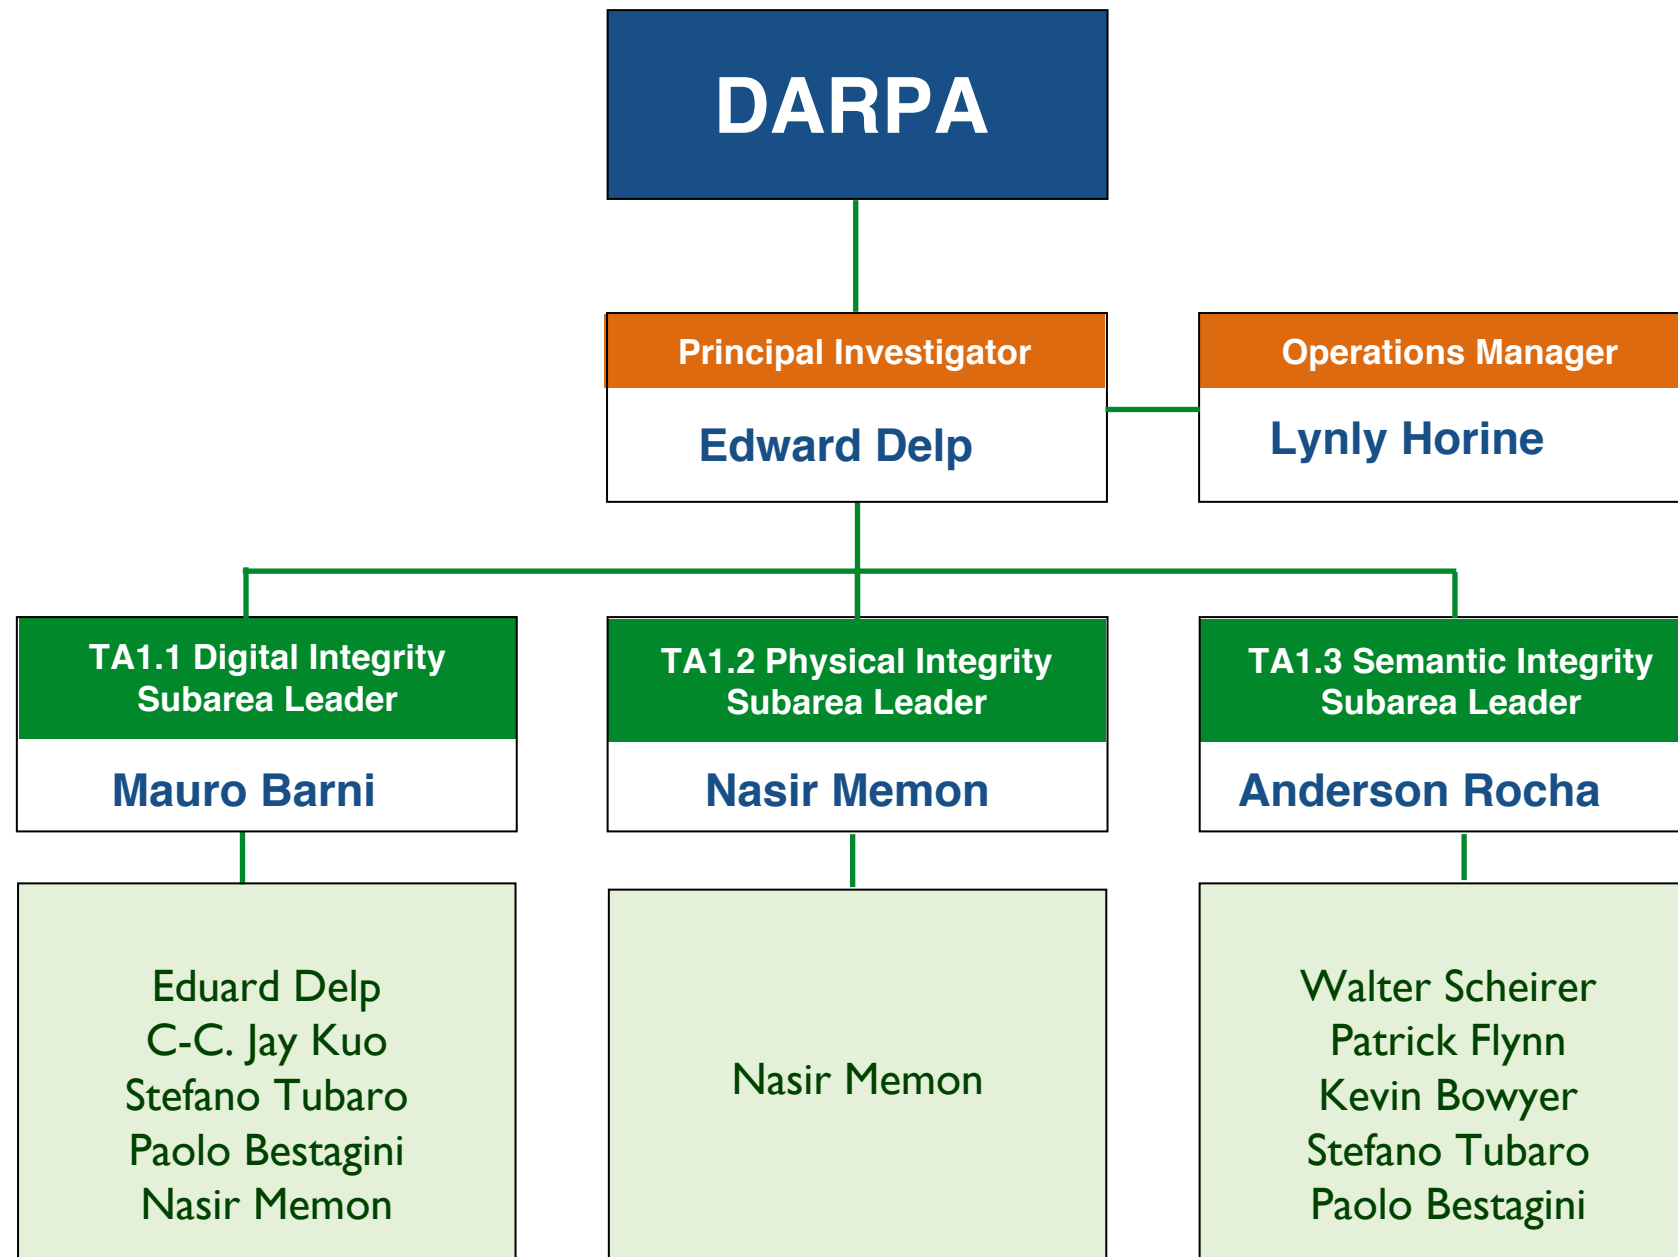 DARPA
Principal Investigator
Edward Delp
Operations Manager
Lynly Horine
TA1.1 Digital Integrity
Subarea Leader
Mauro Barni
TA1.2 Physical Integrity
Subarea Leader
Nasir Memon
TA1.3 Semantic Integrity
Subarea Leader
Anderson Rocha
Eduard Delp
C-C. Jay Kuo
Stefano Tubaro
Paolo Bestagini
Nasir Memon
Nasir Memon
Walter Scheirer
Patrick Flynn
Kevin Bowyer
Stefano Tubaro
Paolo Bestagini